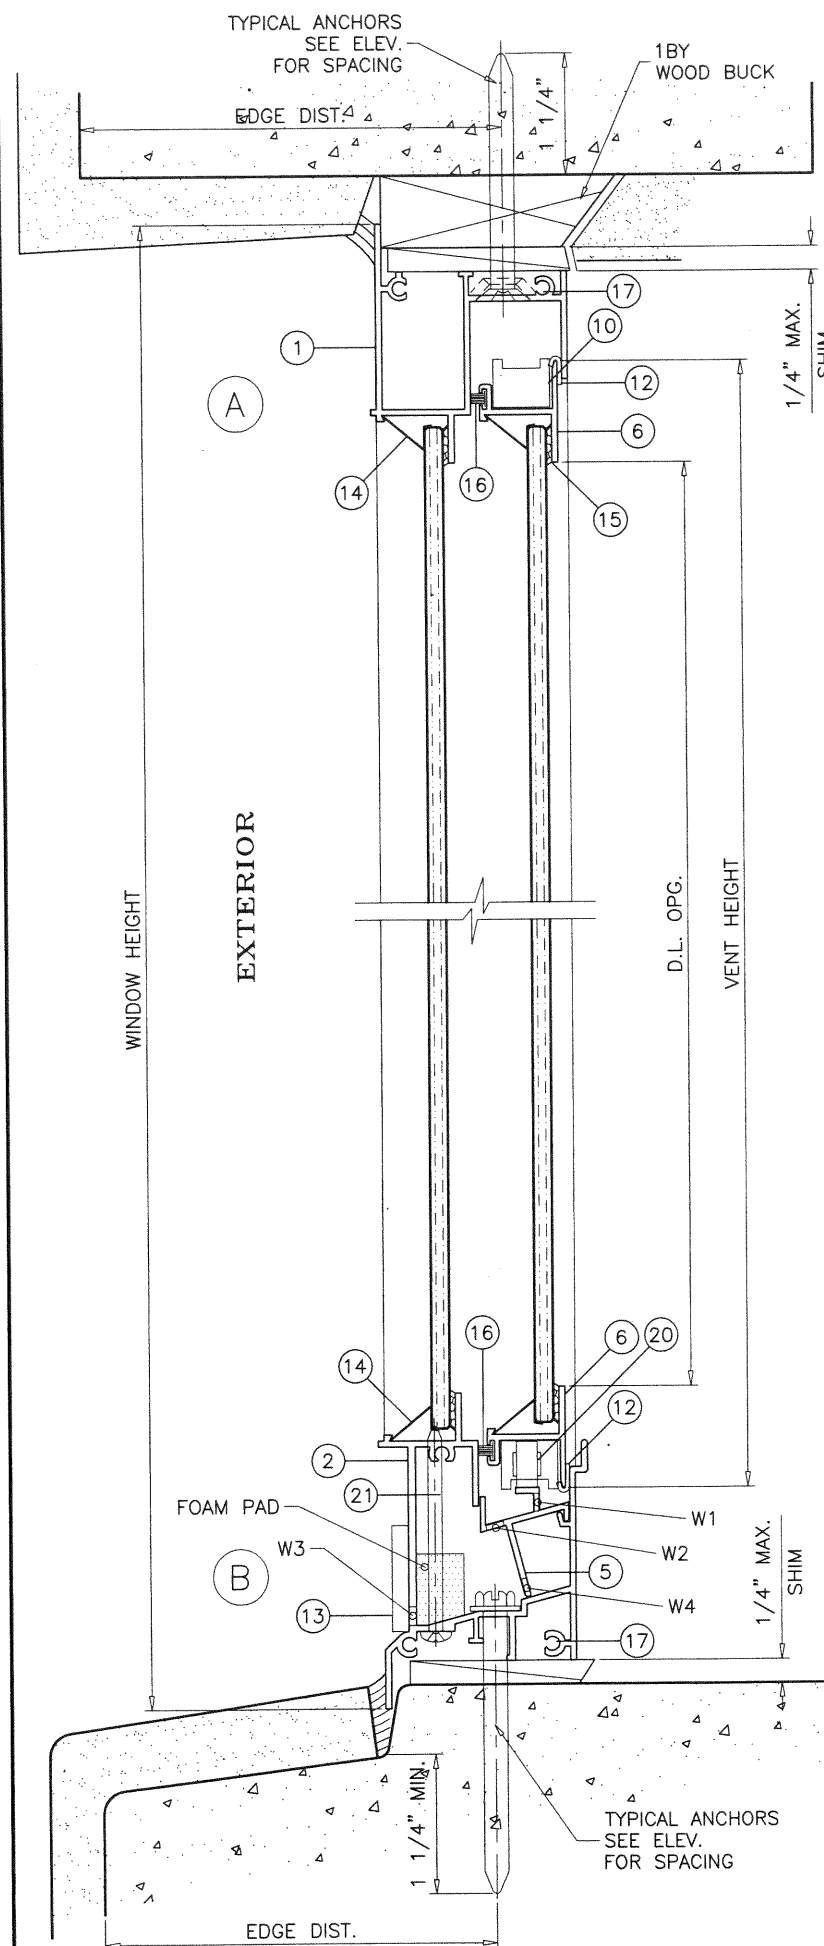 TYPICAL ANCHORS
SEE ELEV.
FOR SPACING
1BY
WOOD BUCK
1 1/4"
EDGE DIST.
17
10
1
12
1/4" MAX.
SHIM
A
6
14
16
15
EXTERIOR
WINDOW HEIGHT
D.L. OPG.
VENT HEIGHT
16
6
20
14
12
2
21
FOAM PAD
W1
W3
W2
B
5
W4
13
17
1/4" MAX.
SHIM
1 1/4" MIN.
TYPICAL ANCHORS
SEE ELEV.
FOR SPACING
EDGE DIST.